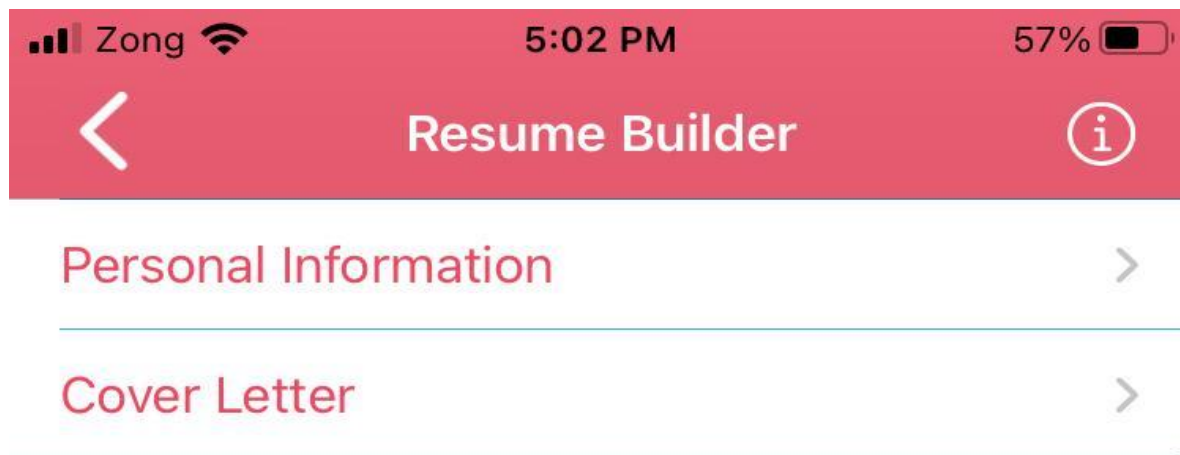 Zong 5:02 PM 57%
Resume Builder
Personal Information
Cover Letter